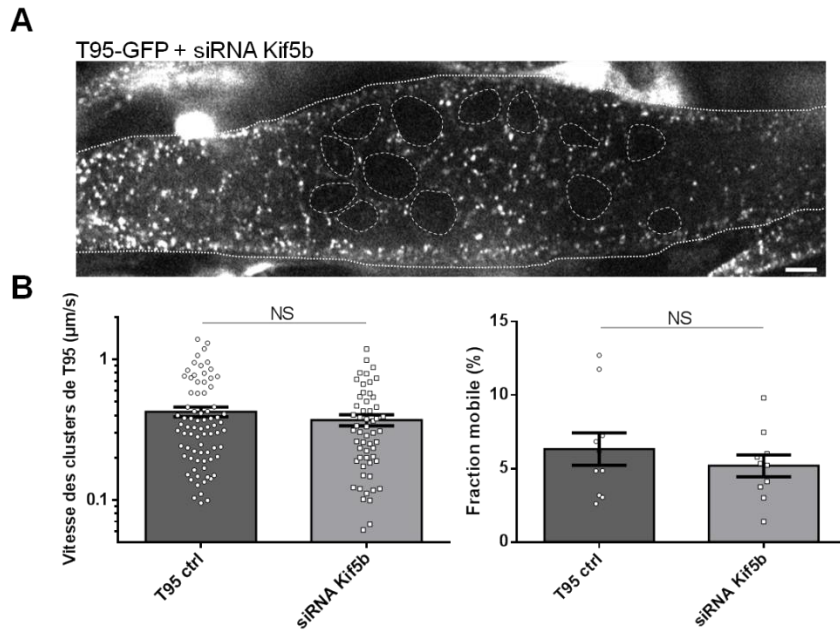 A
T95-GFP + siRNA Kif5b
B
Vitesse des clusters de T95 (µm/s)
1
0.1
NS
T95 ctrl
siRNA Kif5b
Fraction mobile (%)
15
10
5
0
NS
T95 ctrl
siRNA Kif5b